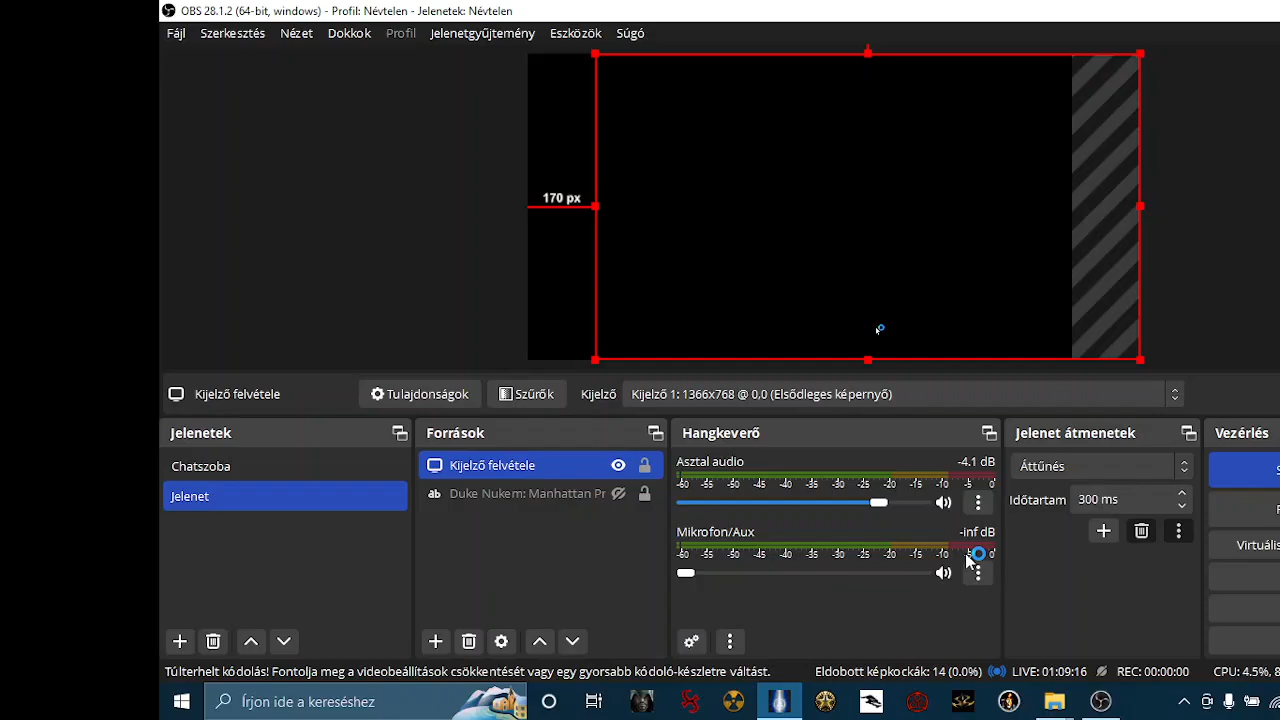 OBS 28.1.2 (64-bit, windows) - Profil: Névtelen - Jelenetek: Névtelen
Fájl Szerkesztés Nézet Dokkok Profil Jelenetgyűjtemény Eszközök Súgó
170 px
Kijelző felvétele Tulajdonságok Szűrők Kijelző Kijelző 1: 1366x768 @ 0,0 (Elsődleges képernyő)
Jelenetek Források Hangkeverő Jelenet átmenetek Vezérlés
Chatszoba
Jelenet
Kijelző felvétele
Duke Nukem: Manhattan Pr
Asztal audio -4.1 dB
-60 -55 -50 -45 -40 -35 -30 -25 -20 -15 -10 -5 0
Mikrofon/Aux -inf dB
-60 -55 -50 -45 -40 -35 -30 -25 -20 -15 -10 -5 0
Áttűnés
Időtartam 300 ms
Virtuális
Túlterhelt kódolás! Fontolja meg a videobeállítások csökkentését vagy egy gyorsabb kódoló-készletre váltást. Eldobott képkockák: 14 (0.0%) LIVE: 01:09:16 REC: 00:00:00 CPU: 4.5%,
Írjon ide a kereséshez